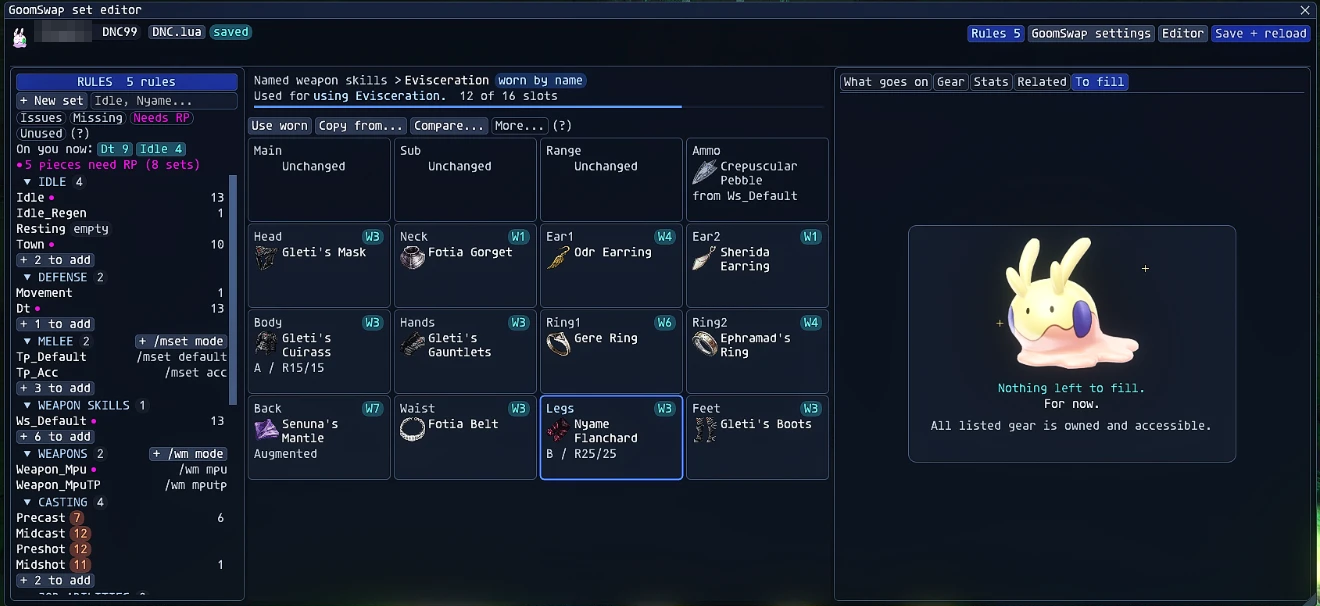 GoomSwap set editor
DNC99 DNC.lua saved
Rules 5 GoomSwap settings Editor Save + reload
RULES 5 rules
+ New set Idle, Nyame...
Issues Missing Needs RP
Unused (?)
On you now: Dt 9 Idle 4
•5 pieces need RP (8 sets)
▼ IDLE 4
Idle • 13
Idle_Regen 1
Resting empty
Town • 10
+ 2 to add
▼ DEFENSE 2
Movement 1
Dt • 13
+ 1 to add
▼ MELEE 2 + /mset mode
Tp_Default /mset default
Tp_Acc /mset acc
+ 3 to add
▼ WEAPON SKILLS 1
Ws_Default • 13
+ 6 to add
▼ WEAPONS 2 + /wm mode
Weapon_Mpu • /wm mpu
Weapon_MpuTP /wm mputp
▼ CASTING 4
Precast 7 6
Midcast 12
Preshot 12
Midshot 11 1
+ 2 to add
Named weapon skills > Evisceration worn by name
Used for using Evisceration. 12 of 16 slots
Use worn Copy from... Compare... More... (?)
Main
Unchanged
Sub
Unchanged
Range
Unchanged
Ammo
Crepuscular
Pebble
from Ws_Default
Head W3
Gleti's Mask
Neck W1
Fotia Gorget
Ear1 W4
Odr Earring
Ear2 W1
Sherida
Earring
Body W3
Gleti's
Cuirass
A / R15/15
Hands W3
Gleti's
Gauntlets
Ring1 W6
Gere Ring
Ring2 W4
Ephramad's
Ring
Back W7
Senuna's
Mantle
Augmented
Waist W3
Fotia Belt
Legs W3
Nyame
Flanchard
B / R25/25
Feet W3
Gleti's Boots
What goes on Gear Stats Related To fill
Nothing left to fill.
For now.
All listed gear is owned and accessible.